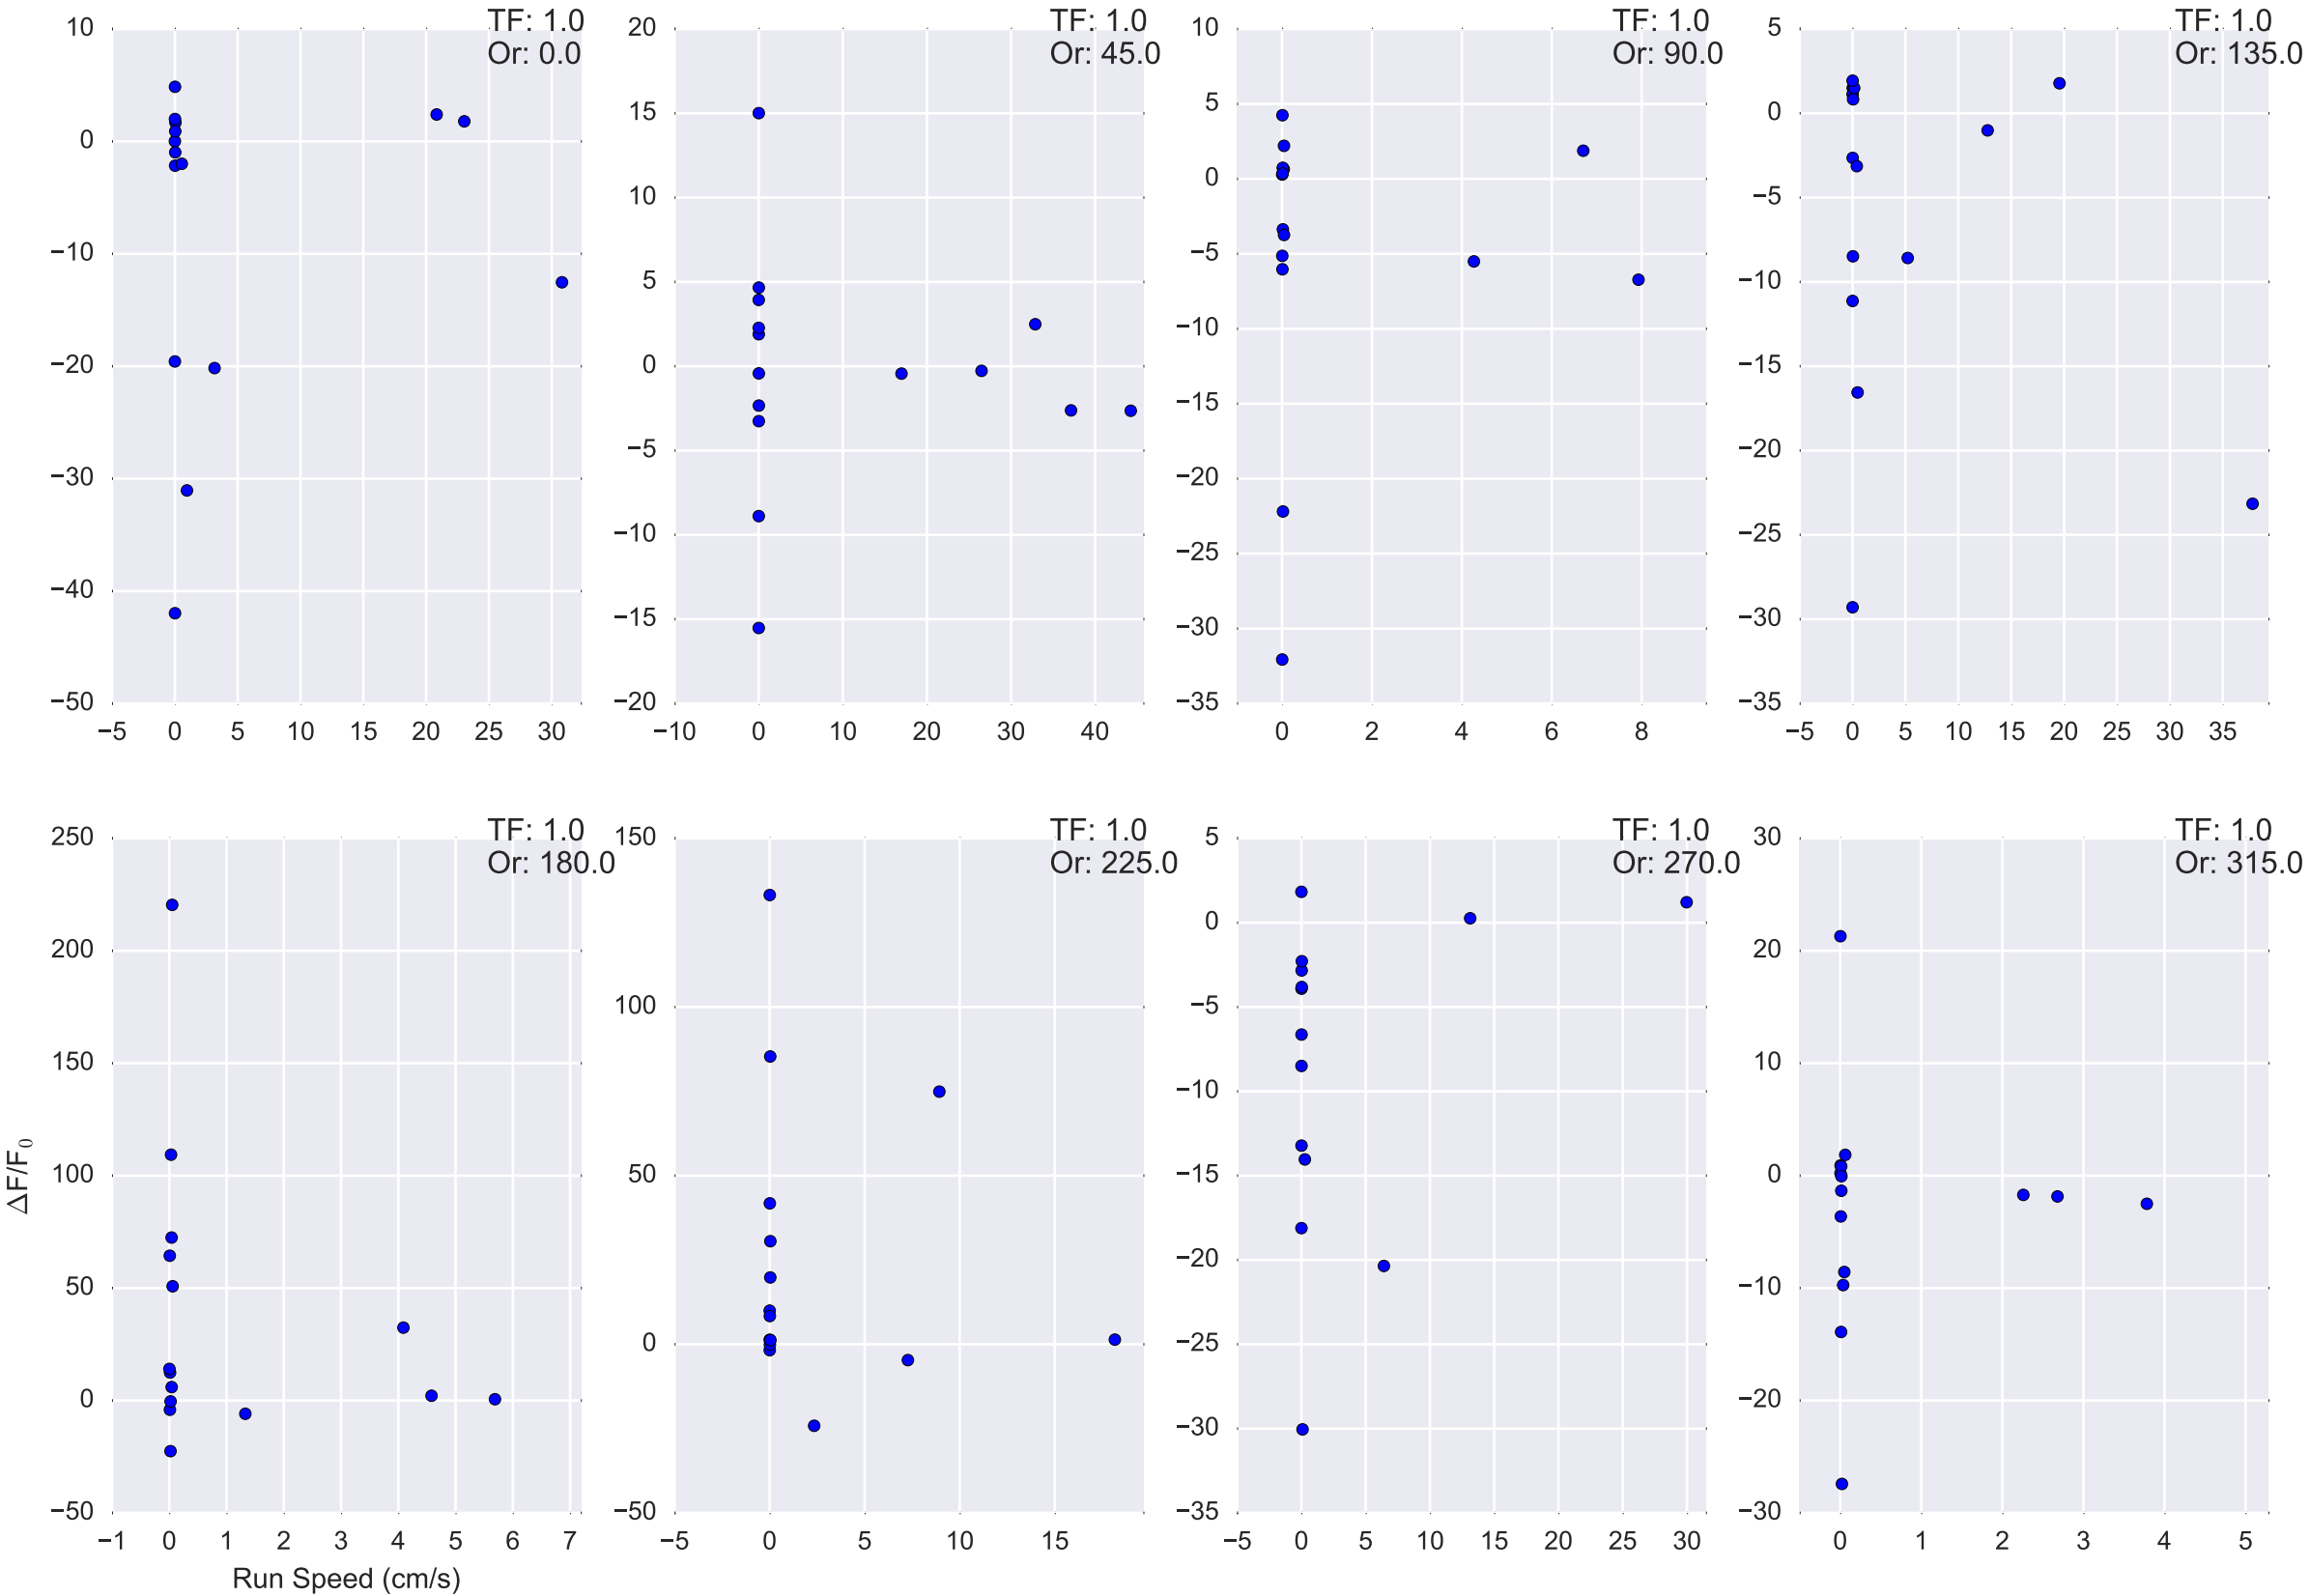 TF: 1.0
Or: 0.0
10
0
−10
−20
−30
−40
−50
−5 0 5 10 15 20 25 30
TF: 1.0
Or: 45.0
20
15
10
5
0
−5
−10
−15
−20
−10 0 10 20 30 40
TF: 1.0
Or: 90.0
10
5
0
−5
−10
−15
−20
−25
−30
−35
0 2 4 6 8
TF: 1.0
Or: 135.0
5
0
−5
−10
−15
−20
−25
−30
−35
−5 0 5 10 15 20 25 30 35
TF: 1.0
Or: 180.0
250
200
150
100
50
0
−50
−1 0 1 2 3 4 5 6 7
ΔF/F₀
Run Speed (cm/s)
TF: 1.0
Or: 225.0
150
100
50
0
−50
−5 0 5 10 15
TF: 1.0
Or: 270.0
5
0
−5
−10
−15
−20
−25
−30
−35
−5 0 5 10 15 20 25 30
TF: 1.0
Or: 315.0
30
20
10
0
−10
−20
−30
0 1 2 3 4 5